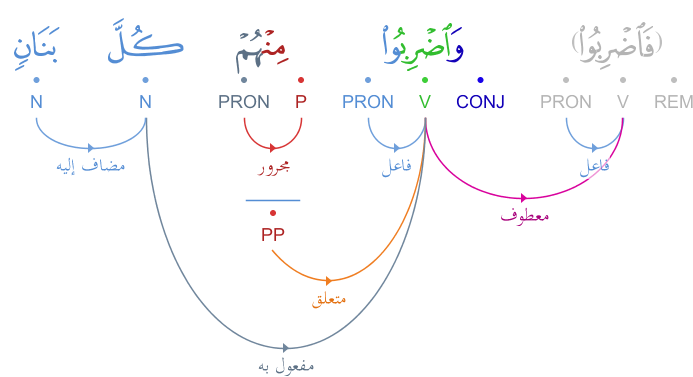 (فَٱضْرِبُوا۟) وَٱضْرِبُوا۟ مِنْهُمْ كُلَّ بَنَانٍ
REM V PRON CONJ V PRON P PRON N N
فاعل فاعل مجرور مضاف إليه
معطوف
PP
متعلق
مفعول به